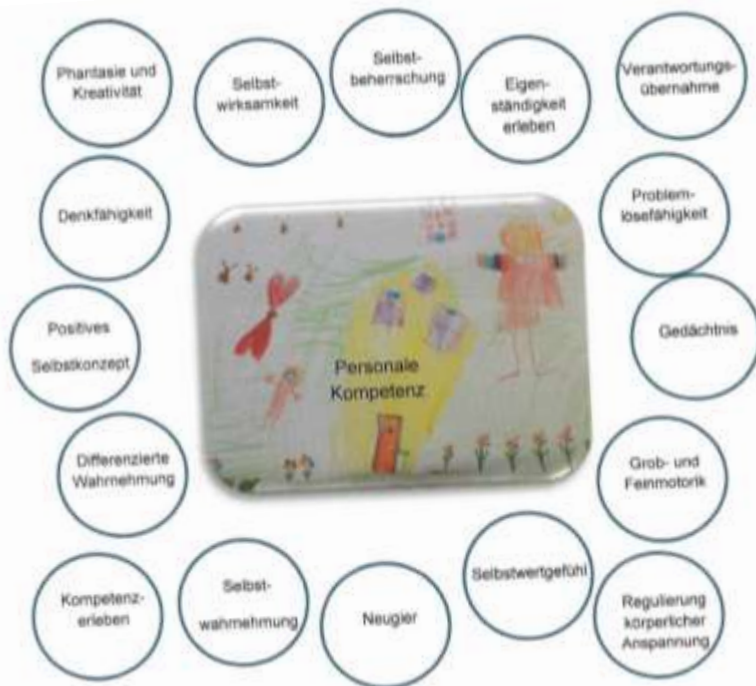 Phantasie und
Kreativität
Selbst-
wirksamkeit
Selbst-
beherrschung
Eigen-
ständigkeit
erleben
Verantwortungs-
übernahme
Denkfähigkeit
Problem-
lösefähigkeit
Positives
Selbstkonzept
Personale
Kompetenz
Gedächtnis
Differenzierte
Wahrnehmung
Grob- und
Feinmotorik
Kompetenz-
erleben
Selbst-
wahrnehmung
Neugier
Selbstwertgefühl
Regulierung
körperlicher
Anspannung